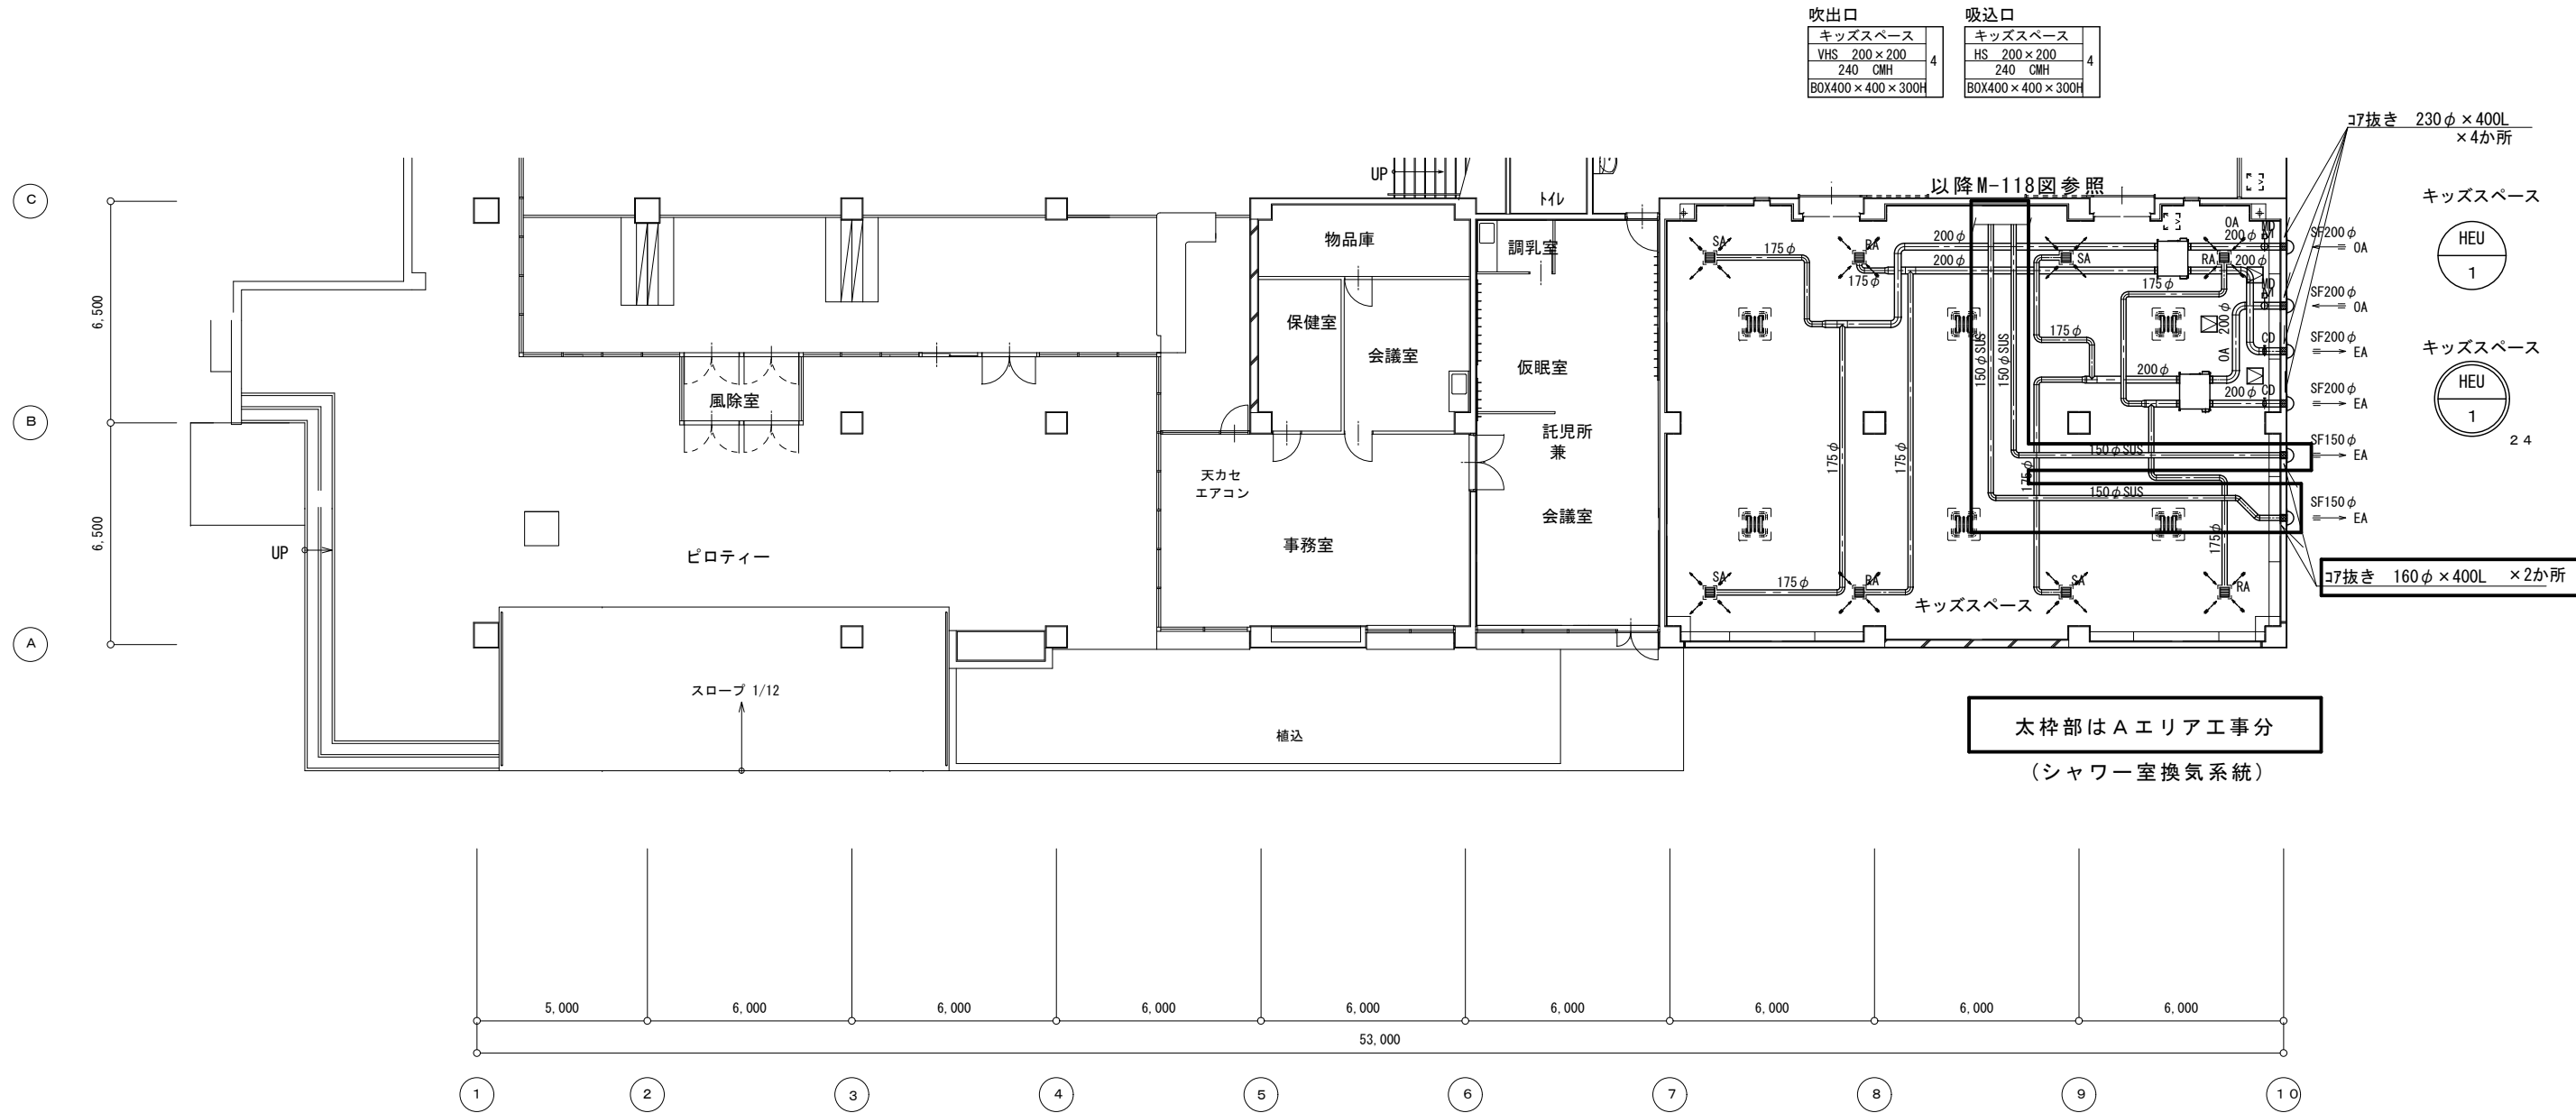 吹出口
キッズスペース
VHS 200×200
240 CMH
BOX400×400×300H
4
吸込口
キッズスペース
HS 200×200
240 CMH
BOX400×400×300H
4
ｺｱ抜き 230φ×400L
×4か所
キッズスペース
HEU
1
キッズスペース
HEU
1
24
C
B
A
6,500
6,500
UP
トイレ
以降M-118図参照
物品庫
調乳室
保健室
会議室
仮眠室
風除室
託児所
兼
会議室
天カセ
エアコン
事務室
ピロティー
UP
スロープ 1/12
植込
SA
175φ
RA
175φ
200φ
200φ
SA
OA
200φ
RA
200φ
175φ
MD
MD
175φ
200φ
OA
CD
CD
200φ
200φ
150φSUS
150φSUS
150φSUS
150φSUS
175φ
175φ
175φ
175φ
SA
175φ
RA
SA
RA
キッズスペース
SF200φ
OA
SF200φ
OA
SF200φ
EA
SF200φ
EA
SF150φ
EA
SF150φ
EA
ｺｱ抜き 160φ×400L ×2か所
太枠部はAエリア工事分
(シャワー室換気系統)
5,000
6,000
6,000
6,000
6,000
6,000
6,000
6,000
6,000
53,000
1
2
3
4
5
6
7
8
9
10